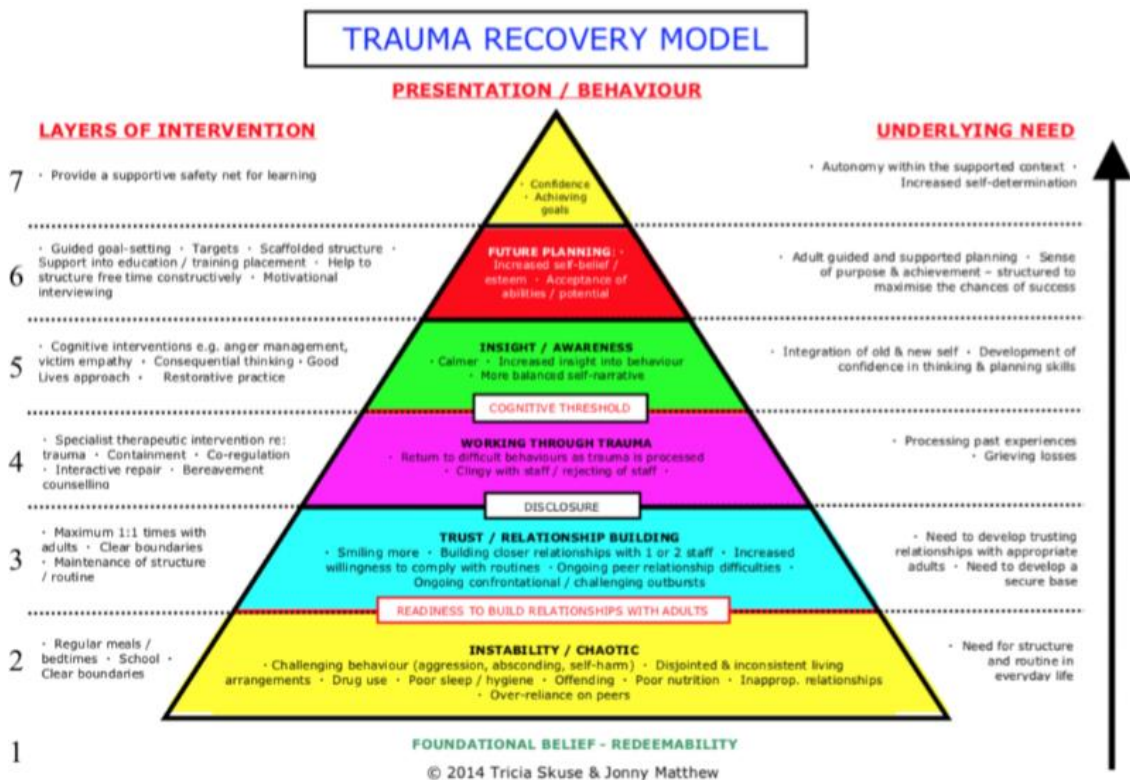 TRAUMA RECOVERY MODEL
PRESENTATION / BEHAVIOUR
LAYERS OF INTERVENTION
UNDERLYING NEED
7
· Provide a supportive safety net for learning
· Confidence
· Achieving
goals
· Autonomy within the supported context ·
Increased self-determination
6
· Guided goal-setting · Targets · Scaffolded structure ·
Support into education / training placement · Help to
structure free time constructively · Motivational
interviewing
FUTURE PLANNING: ·
Increased self-belief /
esteem · Acceptance of
abilities / potential
· Adult guided and supported planning · Sense
of purpose & achievement – structured to
maximise the chances of success
5
· Cognitive interventions e.g. anger management,
victim empathy · Consequential thinking · Good
Lives approach · Restorative practice
INSIGHT / AWARENESS
· Calmer · Increased insight into behaviour
· More balanced self-narrative
· Integration of old & new self · Development of
confidence in thinking & planning skills
COGNITIVE THRESHOLD
4
· Specialist therapeutic intervention re:
trauma · Containment · Co-regulation
· Interactive repair · Bereavement
counselling
WORKING THROUGH TRAUMA
· Return to difficult behaviours as trauma is processed
· Clingy with staff / rejecting of staff ·
· Processing past experiences
· Grieving losses
DISCLOSURE
3
· Maximum 1:1 times with
adults · Clear boundaries
· Maintenance of structure
/ routine
TRUST / RELATIONSHIP BUILDING
· Smiling more · Building closer relationships with 1 or 2 staff · Increased
willingness to comply with routines · Ongoing peer relationship difficulties ·
Ongoing confrontational / challenging outbursts
· Need to develop trusting
relationships with appropriate
adults · Need to develop a
secure base
READINESS TO BUILD RELATIONSHIPS WITH ADULTS
2
· Regular meals /
bedtimes · School ·
Clear boundaries
INSTABILITY / CHAOTIC
· Challenging behaviour (aggression, absconding, self-harm) · Disjointed & inconsistent living
arrangements · Drug use · Poor sleep / hygiene · Offending · Poor nutrition · Inapprop. relationships
· Over-reliance on peers
· Need for structure
and routine in
everyday life
1
FOUNDATIONAL BELIEF - REDEEMABILITY
© 2014 Tricia Skuse & Jonny Matthew